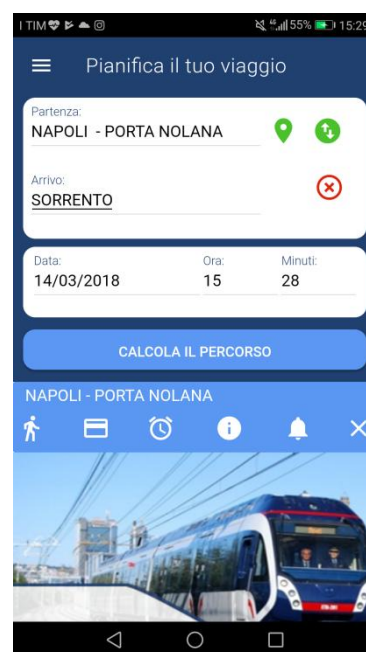 I TIM 55% 15:29
Pianifica il tuo viaggio
Partenza:
NAPOLI - PORTA NOLANA
Arrivo:
SORRENTO
Data: Ora: Minuti:
14/03/2018 15 28
CALCOLA IL PERCORSO
NAPOLI - PORTA NOLANA